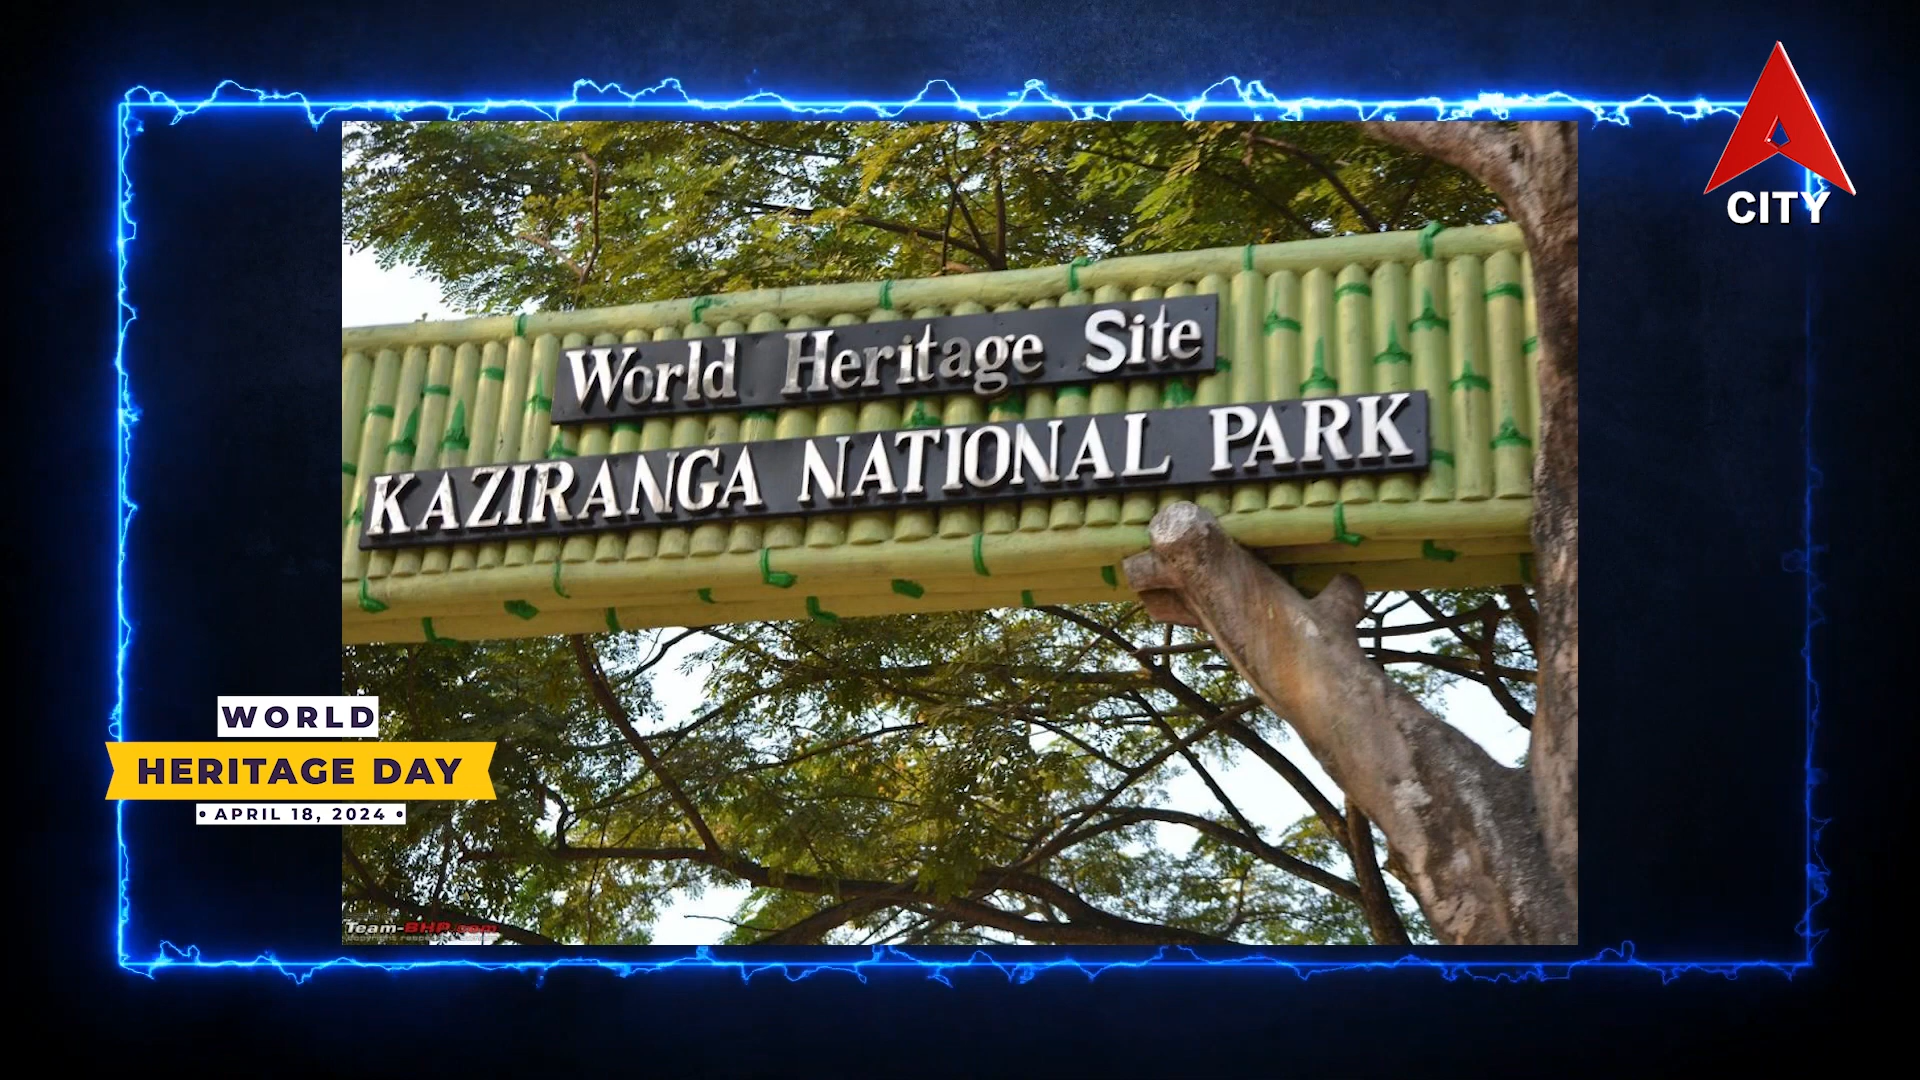 CITY
World Heritage Site
KAZIRANGA NATIONAL PARK
WORLD
HERITAGE DAY
• APRIL 18, 2024 •
Team-BHP.com